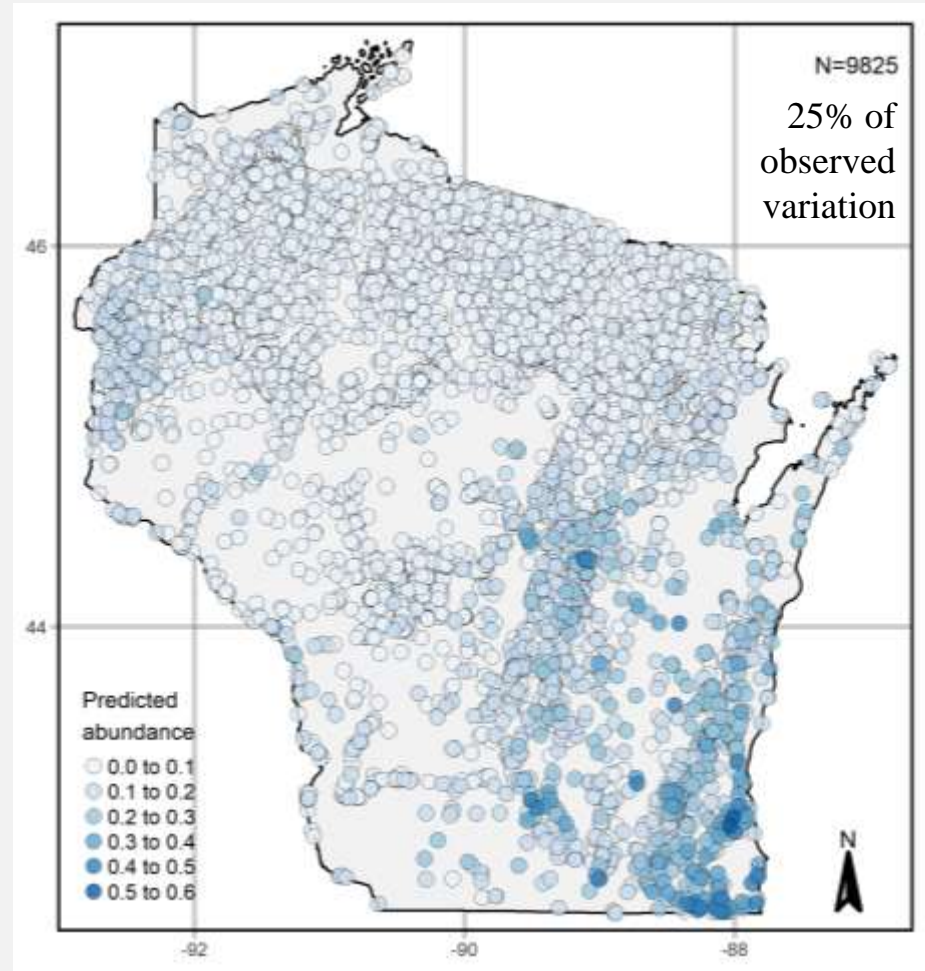 N=9825
25% of
observed
variation
46
44
Predicted
abundance
0.0 to 0.1
0.1 to 0.2
0.2 to 0.3
0.3 to 0.4
0.4 to 0.5
0.5 to 0.6
N
-92
-90
-88